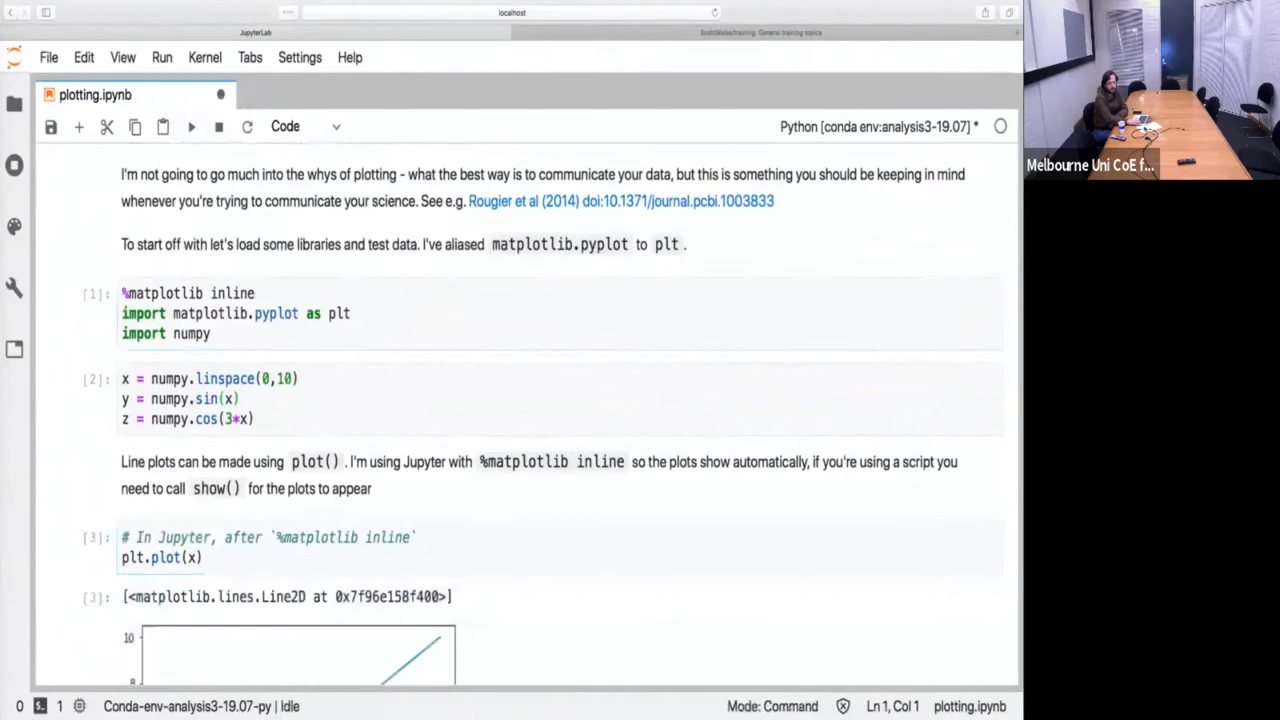 localhost
JupyterLab
ScottWales/training: General training topics
File Edit View Run Kernel Tabs Settings Help
plotting.ipynb
Code
Python [conda env:analysis3-19.07] *
Melbourne Uni CoE f...
I'm not going to go much into the whys of plotting - what the best way is to communicate your data, but this is something you should be keeping in mind
whenever you're trying to communicate your science. See e.g. Rougier et al (2014) doi:10.1371/journal.pcbi.1003833
To start off with let's load some libraries and test data. I've aliased matplotlib.pyplot to plt .
[1]: %matplotlib inline
import matplotlib.pyplot as plt
import numpy
[2]: x = numpy.linspace(0,10)
y = numpy.sin(x)
z = numpy.cos(3*x)
Line plots can be made using plot() . I'm using Jupyter with %matplotlib inline so the plots show automatically, if you're using a script you
need to call show() for the plots to appear
[3]: # In Jupyter, after `%matplotlib inline`
plt.plot(x)
[3]: [<matplotlib.lines.Line2D at 0x7f96e158f400>]
10
8
0 1 Conda-env-analysis3-19.07-py | Idle
Mode: Command Ln 1, Col 1 plotting.ipynb